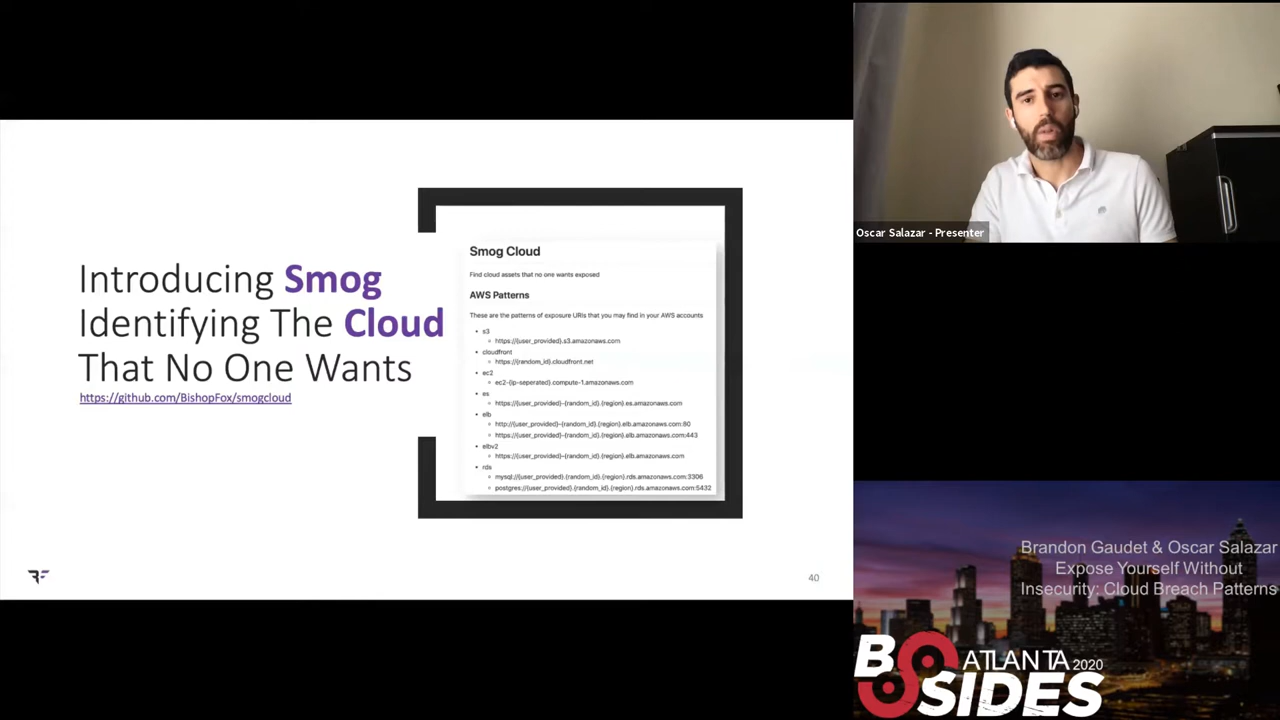 Introducing Smog
Identifying The Cloud
That No One Wants
https://github.com/BishopFox/smogcloud
Smog Cloud
Find cloud assets that no one wants exposed
AWS Patterns
These are the patterns of exposure URIs that you may find in your AWS accounts
s3
https://{user_provided}.s3.amazonaws.com
cloudfront
https://{random_id}.cloudfront.net
ec2
ec2-{ip-seperated}.compute-1.amazonaws.com
es
https://{user_provided}-{random_id}.{region}.es.amazonaws.com
elb
http://{user_provided}-{random_id}.{region}.elb.amazonaws.com:80
https://{user_provided}-{random_id}.{region}.elb.amazonaws.com:443
elbv2
https://{user_provided}-{random_id}.{region}.elb.amazonaws.com
rds
mysql://{user_provided}.{random_id}.{region}.rds.amazonaws.com:3306
postgres://{user_provided}.{random_id}.{region}.rds.amazonaws.com:5432
40
Oscar Salazar - Presenter
Brandon Gaudet & Oscar Salazar
Expose Yourself Without
Insecurity: Cloud Breach Patterns
BSIDES ATLANTA 2020